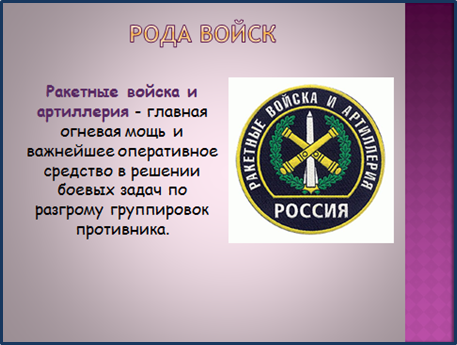 РОДА ВОЙСК
Ракетные войска и
артиллерия - главная
огневая мощь и
важнейшее оперативное
средство в решении
боевых задач по
разгрому группировок
противника.
РАКЕТНЫЕ ВОЙСКА И АРТИЛЛЕРИЯ
РОССИЯ